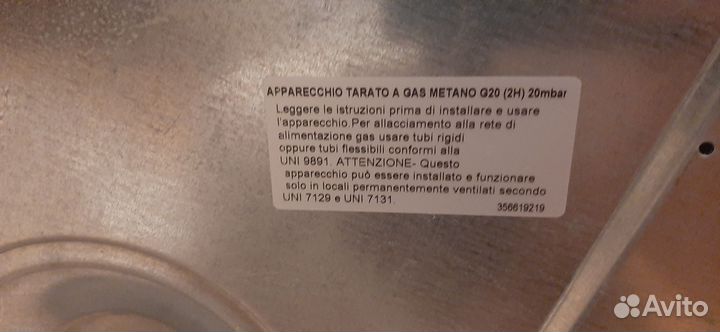 APPARECCHIO TARATO A GAS METANO G20 (2H) 20mbar
Leggere le istruzioni prima di installare e usare
l'apparecchio.Per allacciamento alla rete di
alimentazione gas usare tubi rigidi
oppure tubi flessibili conformi alla
UNI 9891. ATTENZIONE- Questo
apparecchio può essere installato e funzionare
solo in locali permanentemente ventilati secondo
UNI 7129 e UNI 7131.
356619219
Avito